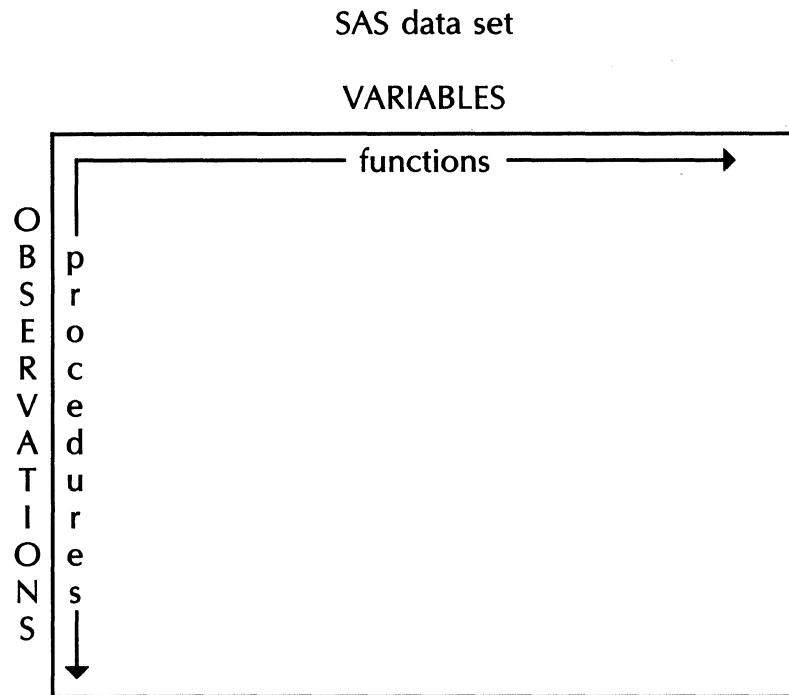 SAS data set
VARIABLES
functions
OBSERVATIONS
procedures